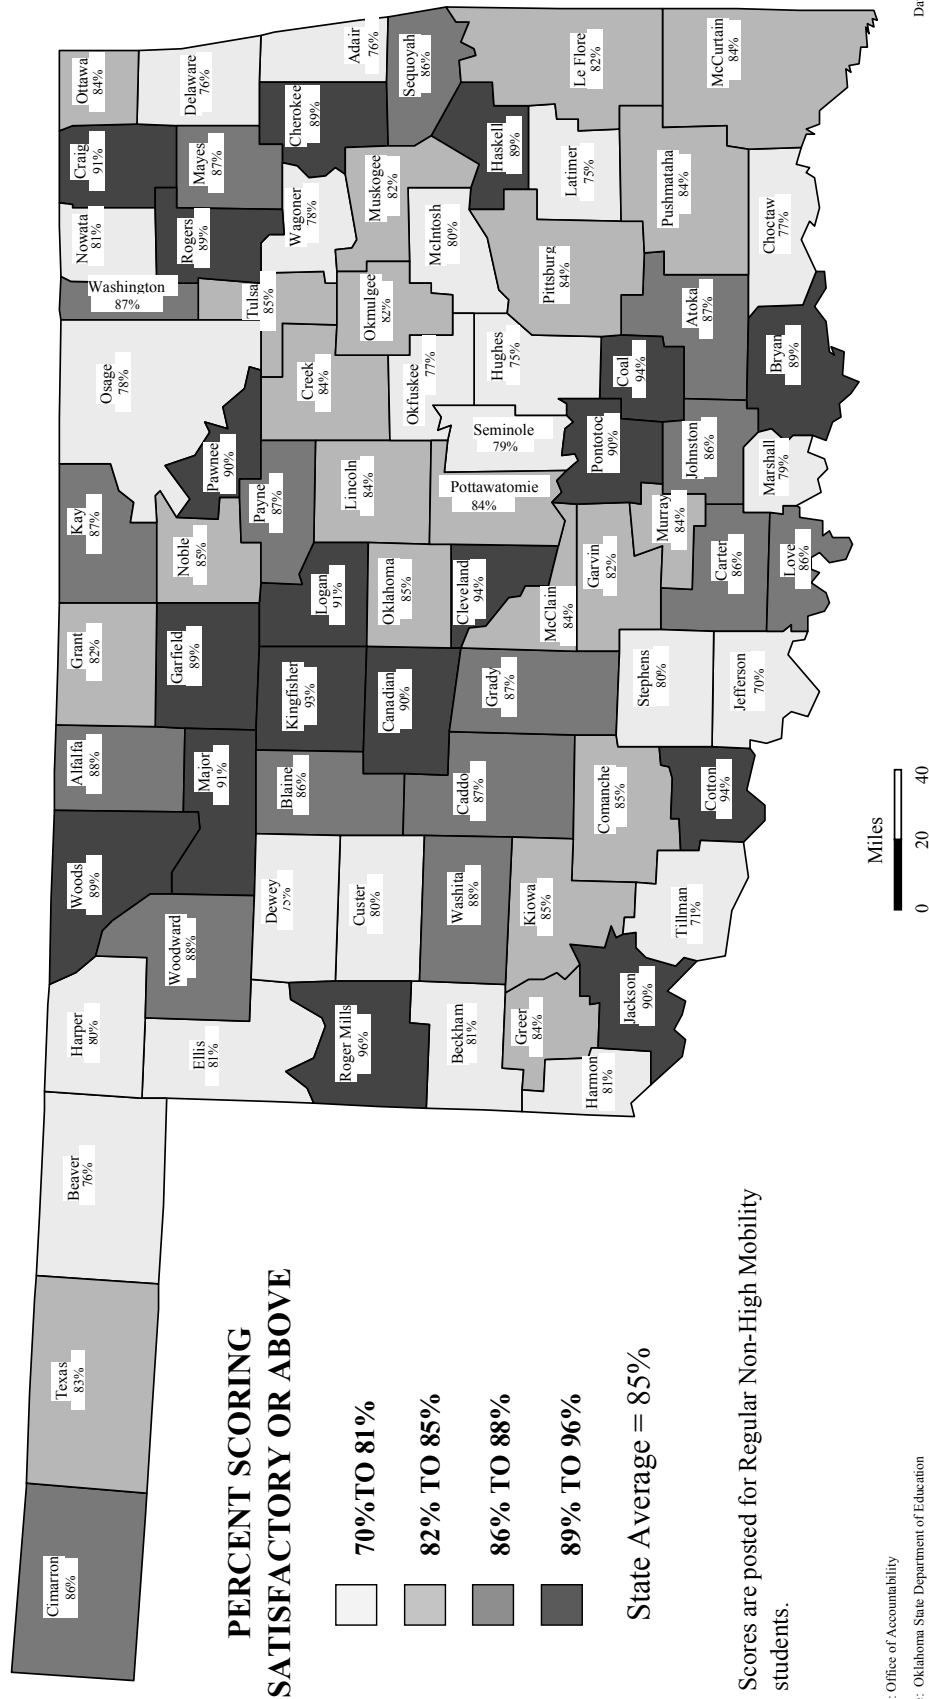 Cimarron
86%
Texas
83%
Beaver
76%
Harper
80%
Woods
89%
Alfalfa
88%
Grant
82%
Kay
87%
Osage
78%
Washington
87%
Nowata
81%
Craig
91%
Ottawa
84%
Ellis
81%
Woodward
88%
Major
91%
Garfield
89%
Noble
85%
Pawnee
90%
Tulsa
85%
Rogers
89%
Mayes
87%
Delaware
76%
Roger Mills
96%
Dewey
Custer
80%
Blaine
86%
Kingfisher
93%
Logan
91%
Payne
87%
Lincoln
84%
Creek
84%
Okmulgee
82%
Wagoner
78%
Cherokee
89%
Adair
76%
Beckham
81%
Washita
88%
Caddo
87%
Canadian
90%
Oklahoma
85%
Cleveland
94%
Pottawatomie
84%
Seminole
79%
Okfuskee
77%
Muskogee
82%
McIntosh
80%
Sequoyah
86%
Harmon
81%
Greer
84%
Kiowa
85%
Jackson
90%
Tillman
71%
Comanche
85%
Cotton
94%
Grady
87%
McClain
84%
Garvin
82%
Stephens
80%
Jefferson
70%
Murray
84%
Carter
86%
Love
86%
Pontotoc
90%
Johnston
86%
Marshall
79%
Hughes
75%
Coal
94%
Pittsburg
84%
Atoka
87%
Bryan
89%
Haskell
89%
Latimer
75%
Le Flore
82%
Pushmataha
84%
Choctaw
77%
McCurtain
84%
PERCENT SCORING
SATISFACTORY OR ABOVE
70%TO 81%
82% TO 85%
86% TO 88%
89% TO 96%
State Average = 85%
Scores are posted for Regular Non-High Mobility
students.
Miles
0 20 40
: Office of Accountability
: Oklahoma State Department of Education
Da